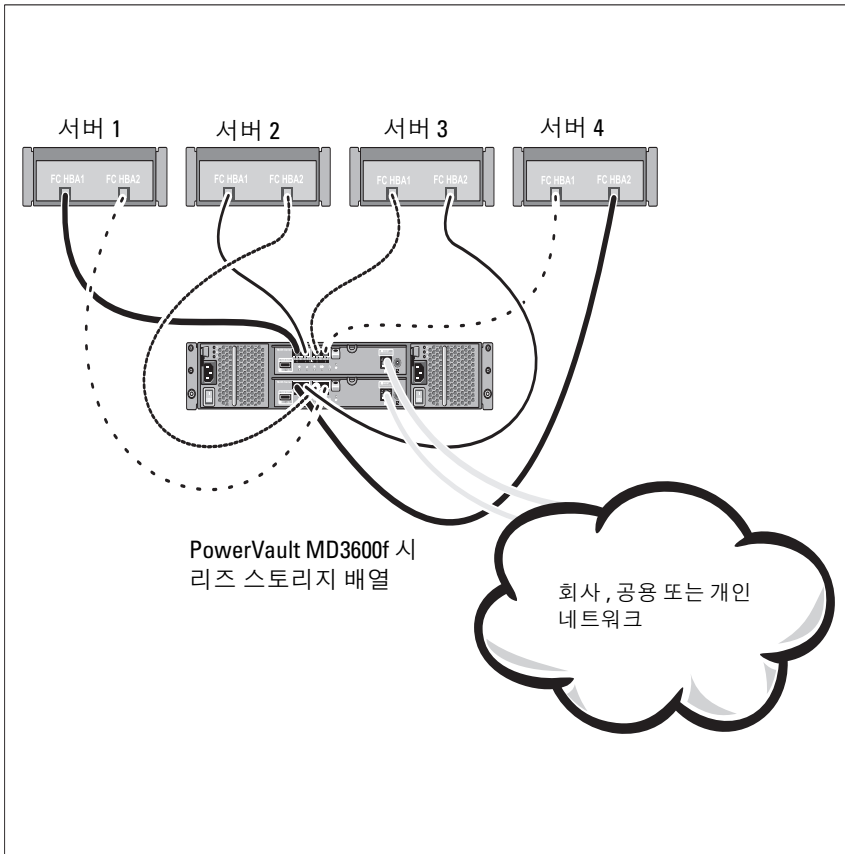 서버 1
서버 2
서버 3
서버 4
FC HBA1
FC HBA2
FC HBA1
FC HBA2
FC HBA1
FC HBA2
FC HBA1
FC HBA2
PowerVault MD3600f 시
리즈 스토리지 배열
회사 , 공용 또는 개인
네트워크